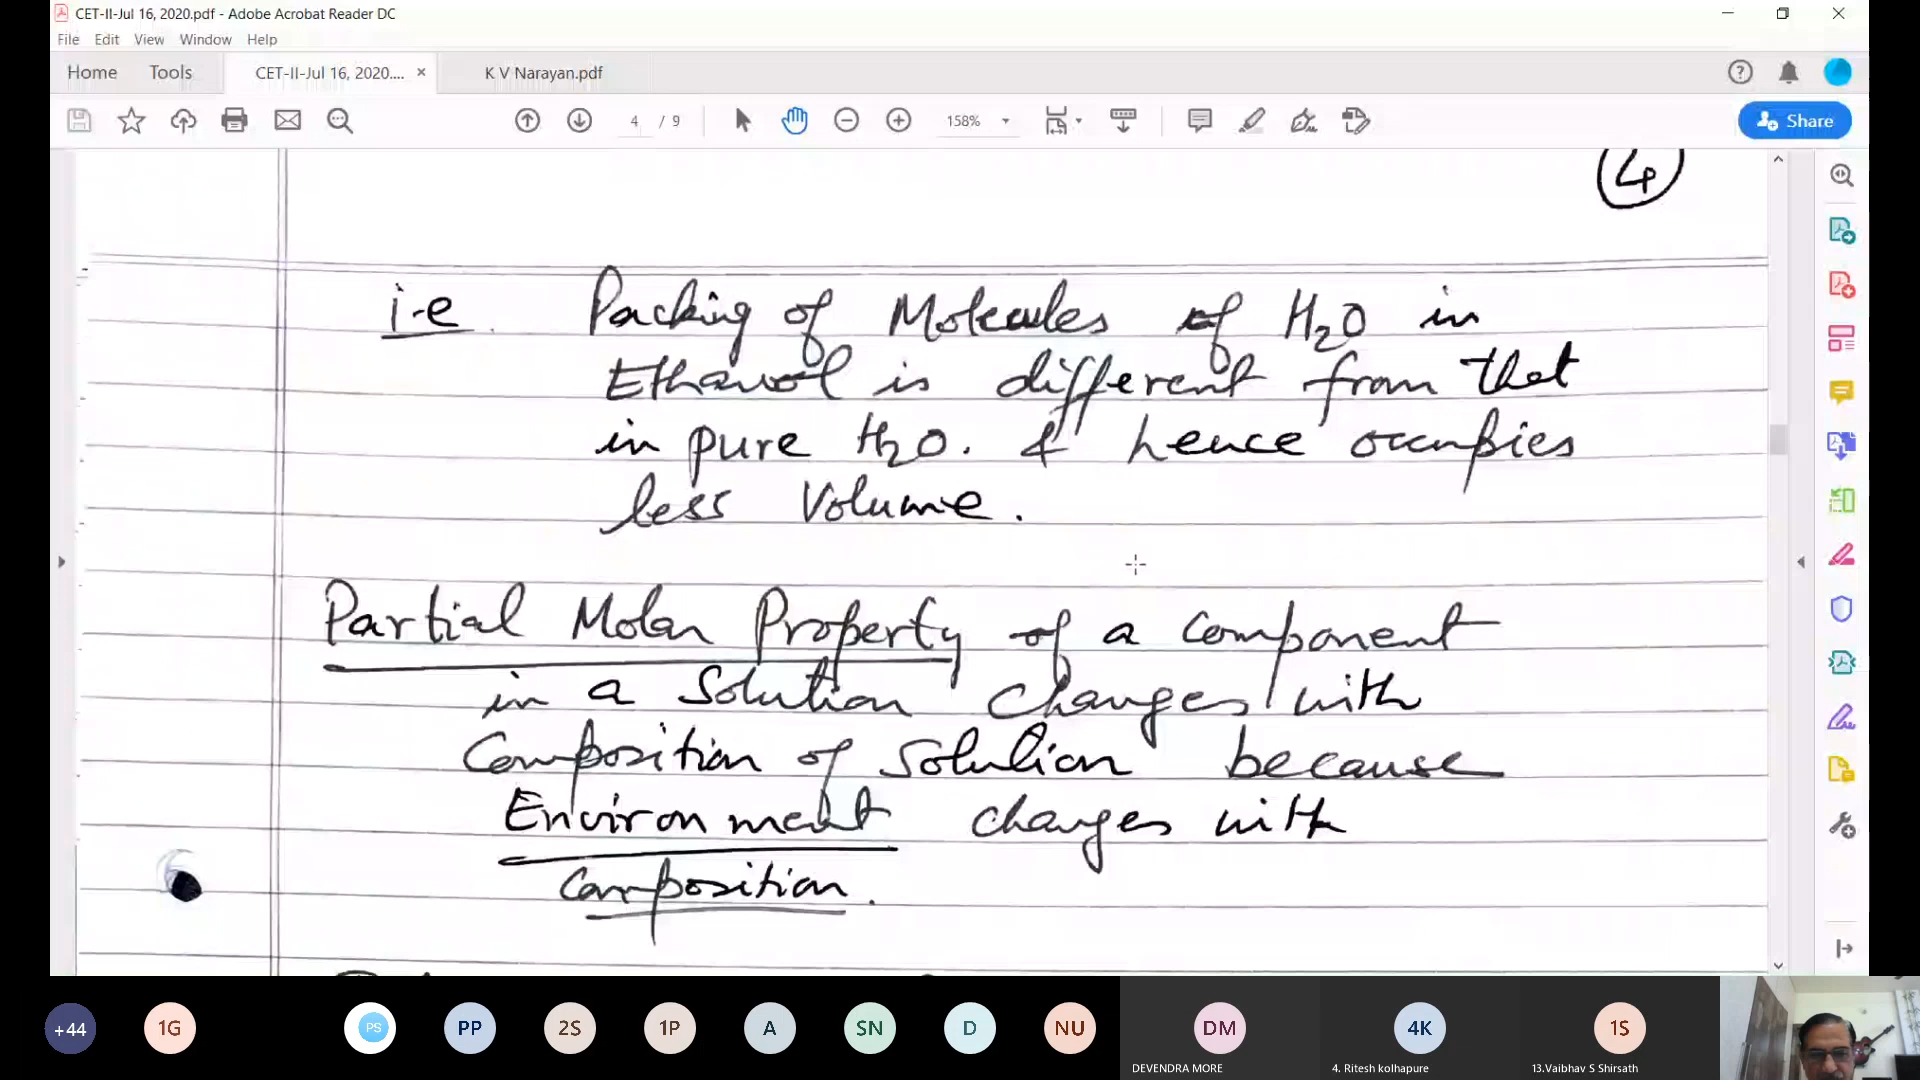 CET-II-Jul 16, 2020.pdf - Adobe Acrobat Reader DC
File Edit View Window Help
Home Tools CET-II-Jul 16, 2020.... × K V Narayan.pdf
4 / 9 158% Share
4
i.e. Packing of Molecules of H2O in
Ethanol is different from that
in pure H2O. & hence occupies
less Volume.
Partial Molar Property of a component
in a Solution changes with
Composition of Solution because
Environment changes with
Composition.
+44 1G PS PP 2S 1P A SN D NU DM 4K 1S
DEVENDRA MORE 4. Ritesh kolhapure 13.Vaibhav S Shirsath